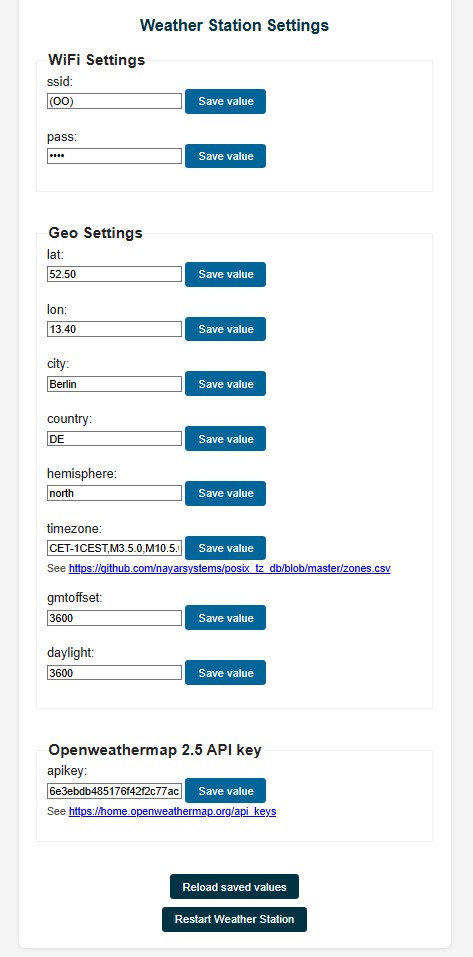 Weather Station Settings
WiFi Settings
ssid:
(OO) Save value
pass:
•••• Save value
Geo Settings
lat:
52.50 Save value
lon:
13.40 Save value
city:
Berlin Save value
country:
DE Save value
hemisphere:
north Save value
timezone:
CET-1CEST,M3.5.0,M10.5.( Save value
See https://github.com/nayarsystems/posix_tz_db/blob/master/zones.csv
gmtoffset:
3600 Save value
daylight:
3600 Save value
Openweathermap 2.5 API key
apikey:
6e3ebdb485176f42f2c77ac Save value
See https://home.openweathermap.org/api_keys
Reload saved values
Restart Weather Station